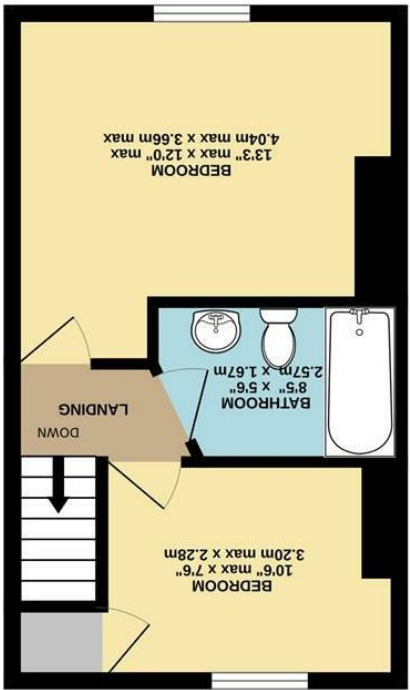 BEDROOM
10'6" max x 7'6"
3.20m max x 2.28m
DOWN
LANDING
BATHROOM
8'5" x 5'6
2.57m x 1.67m
BEDROOM
13'3" max x 12'0" max
4.04m max x 3.66m max